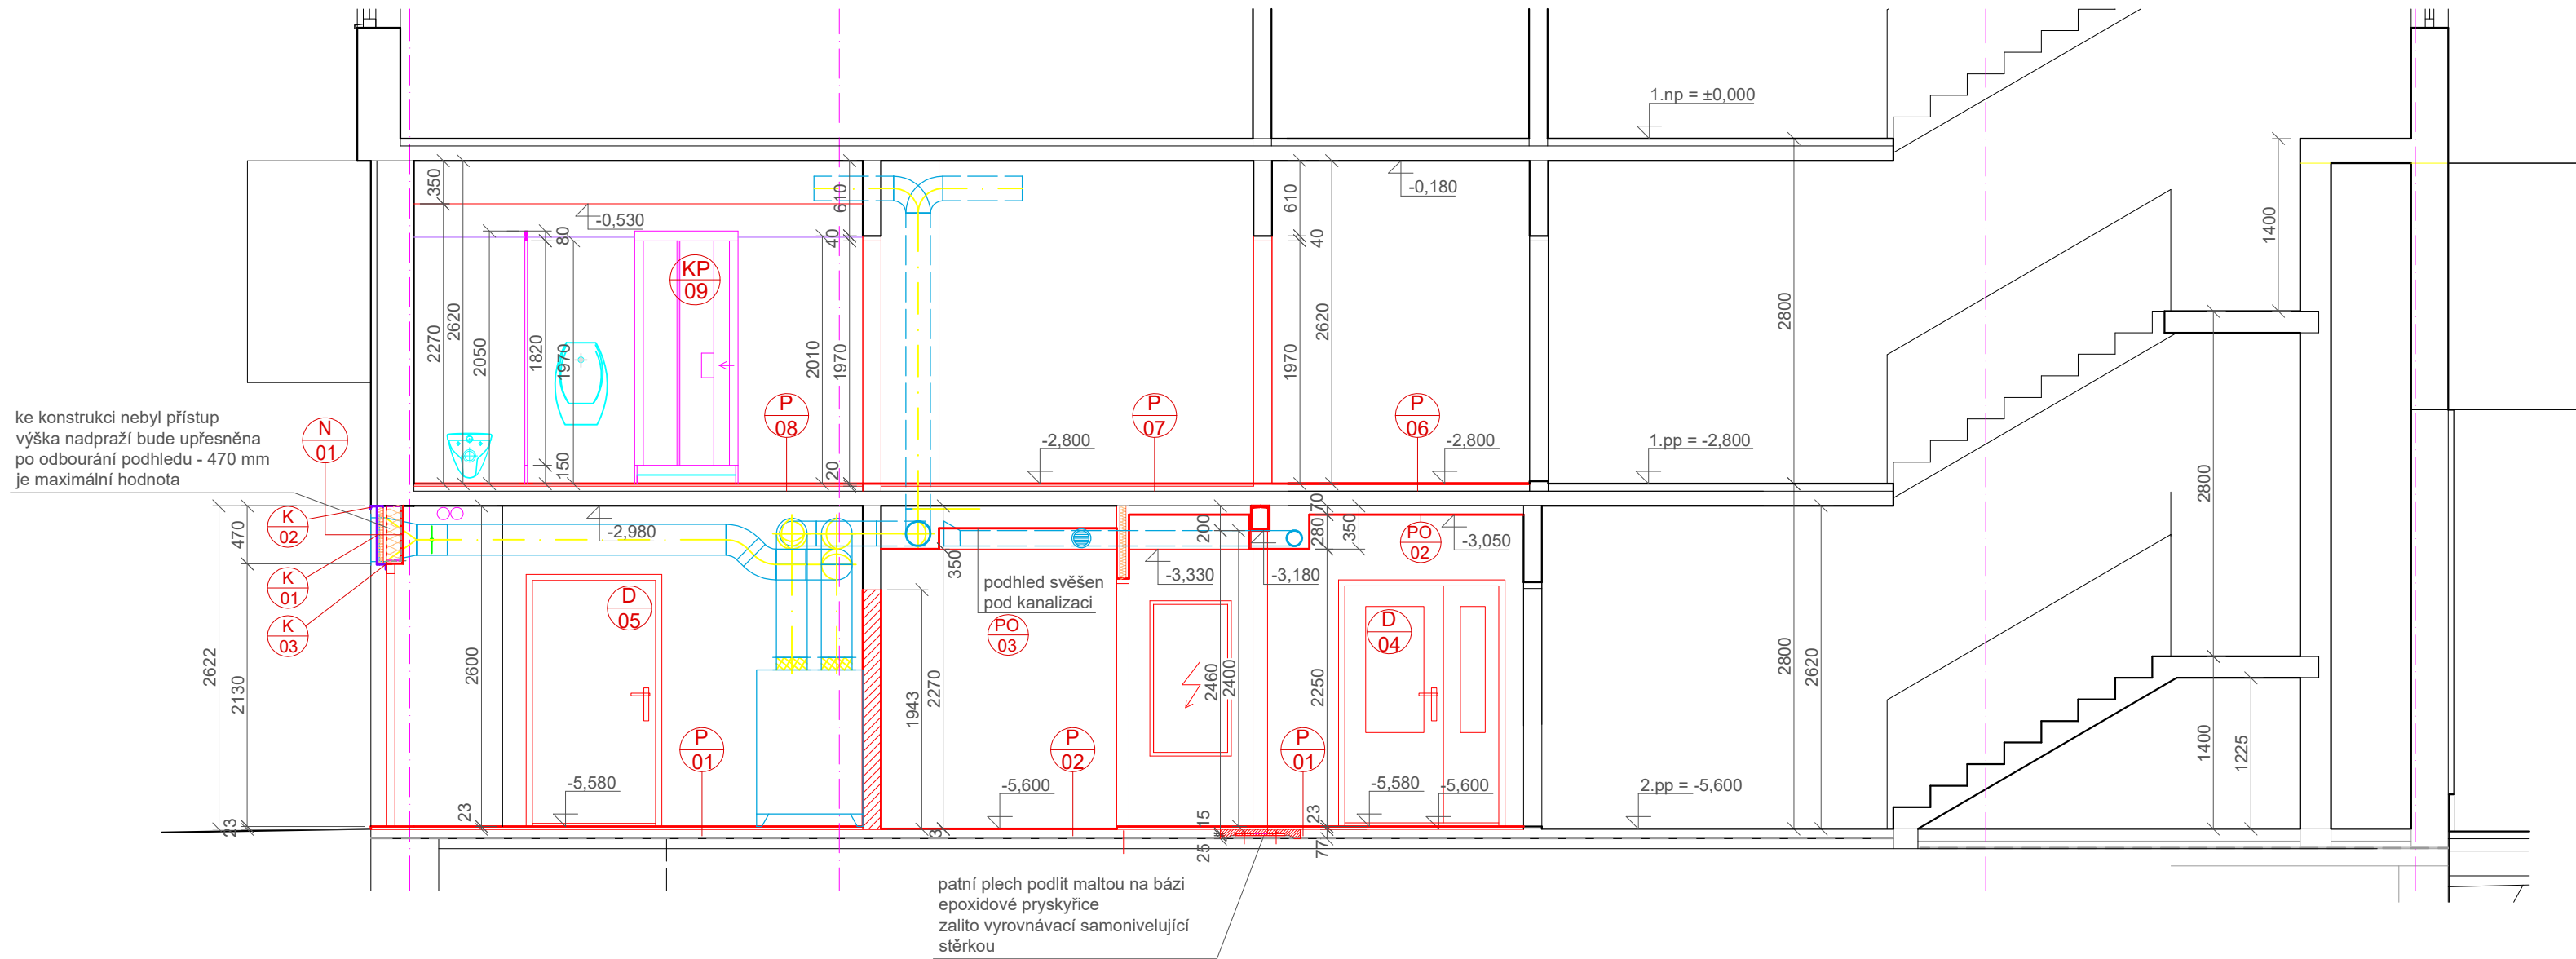 1.np = ±0,000
-0,180
-0,530
350
610
40
80
610
40
1400
KP
09
2270
2620
2050
1820
1970
2010
1970
150
20
1970
2620
2800
P
08
P
07
P
06
-2,800
-2,800
1.pp = -2,800
ke konstrukci nebyl přístup
výška nadpraží bude upřesněna
po odbourání podhledu - 470 mm
je maximální hodnota
N
01
K
02
K
01
K
03
470
2622
2130
23
-2,980
2600
23
D
05
-5,580
P
01
350
podhled svěšen
pod kanalizaci
PO
03
1943
2270
-5,600
3
P
02
-3,330
-3,180
200
70
280
350
PO
02
-3,050
2460
2400
2250
D
04
P
01
-5,580
-5,600
15
25
23
77
2800
2620
2.pp = -5,600
2800
1400
1225
patní plech podlit maltou na bázi
epoxidové pryskyřice
zalito vyrovnávací samonivelující
stěrkou